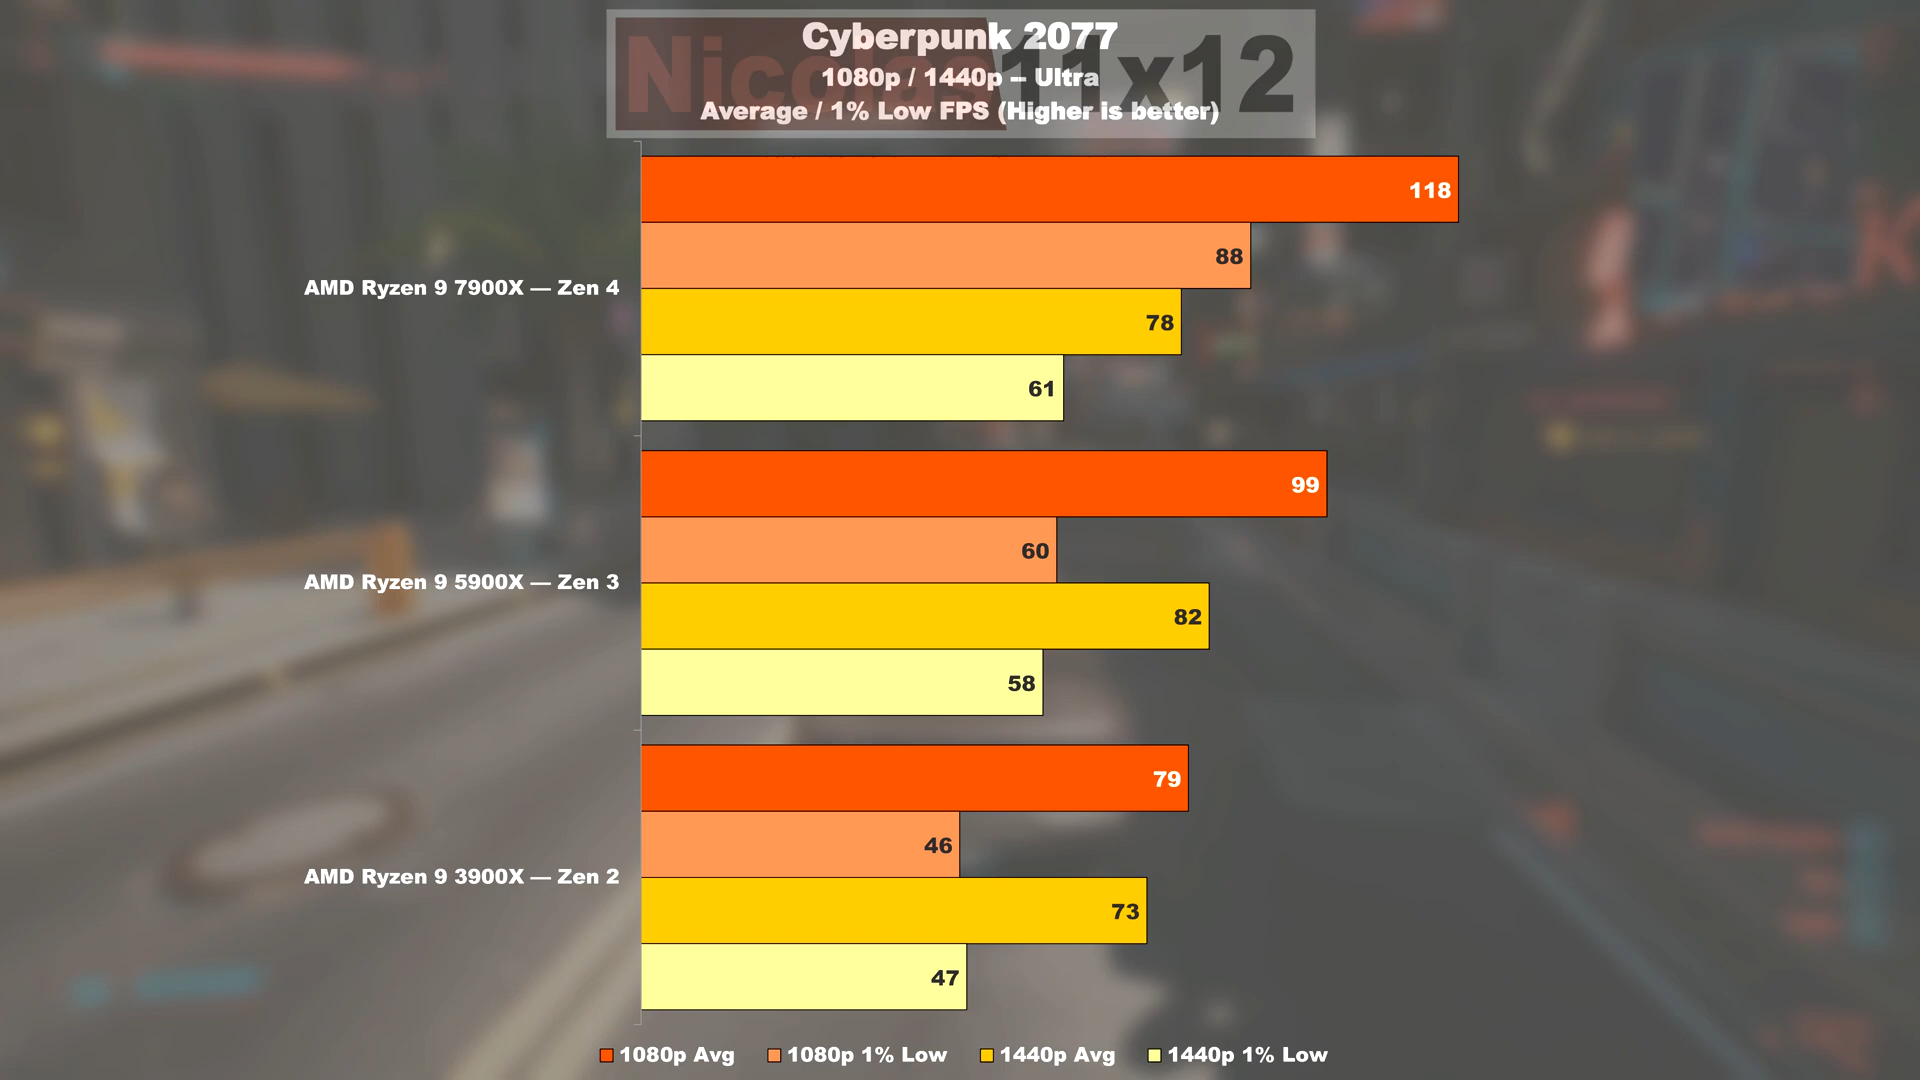 Nicolas11x12
Cyberpunk 2077
1080p / 1440p – Ultra
Average / 1% Low FPS (Higher is better)
118
88
AMD Ryzen 9 7900X — Zen 4
78
61
99
60
AMD Ryzen 9 5900X — Zen 3
82
58
79
46
AMD Ryzen 9 3900X — Zen 2
73
47
1080p Avg 1080p 1% Low 1440p Avg 1440p 1% Low